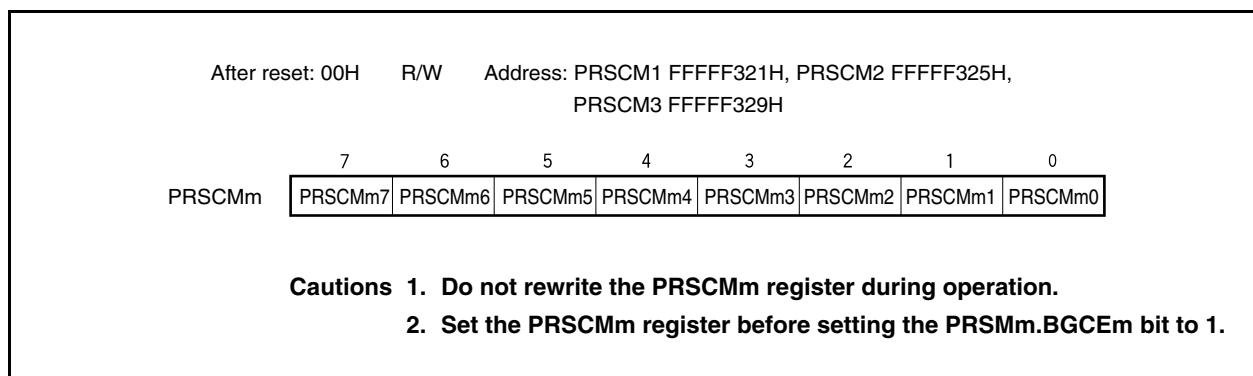 After reset: 00H R/W Address: PRSCM1 FFFFF321H, PRSCM2 FFFFF325H,
PRSCM3 FFFFF329H
7 6 5 4 3 2 1 0
PRSCMm PRSCMm7 PRSCMm6 PRSCMm5 PRSCMm4 PRSCMm3 PRSCMm2 PRSCMm1 PRSCMm0
Cautions 1. Do not rewrite the PRSCMm register during operation.
2. Set the PRSCMm register before setting the PRSMm.BGCEm bit to 1.